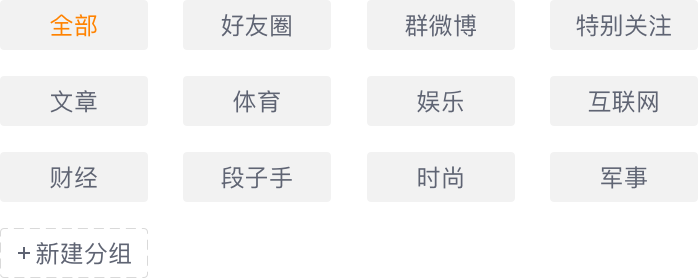 全部 好友圈 群微博 特别关注
文章 体育 娱乐 互联网
财经 段子手 时尚 军事
+ 新建分组